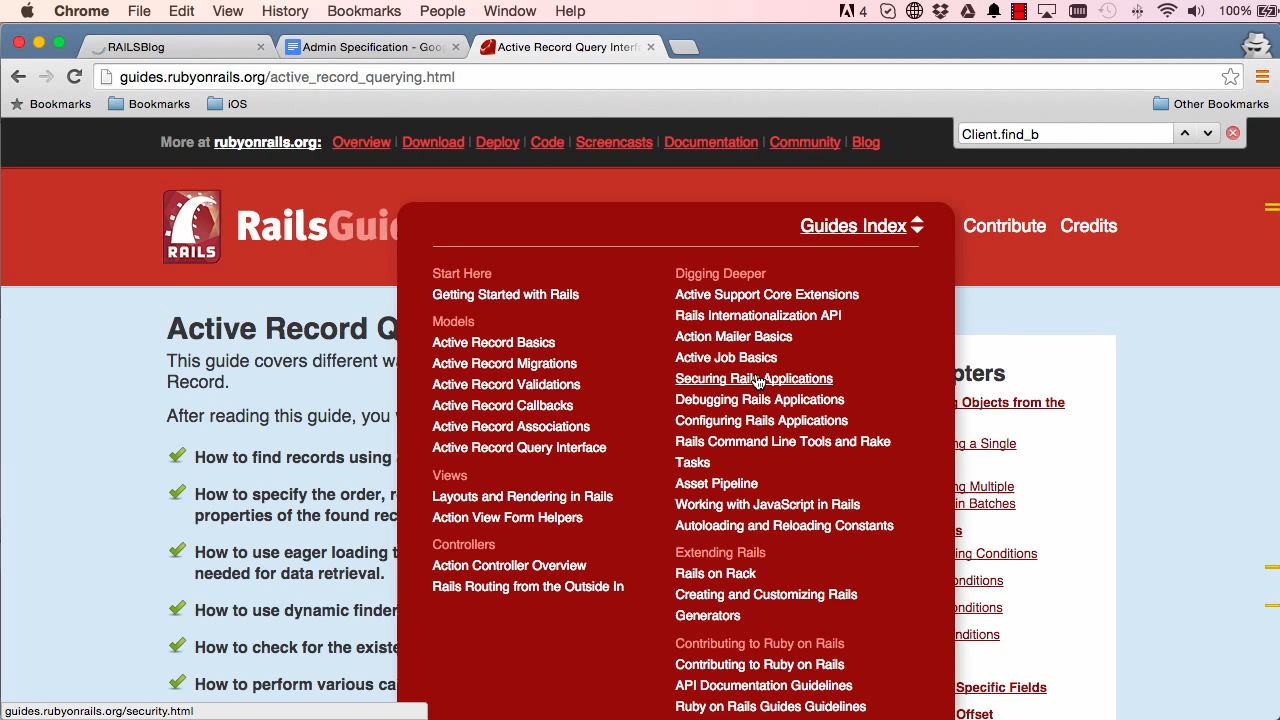 Chrome File Edit View History Bookmarks People Window Help 4 100%
RAILSBlog
Admin Specification - Goo
Active Record Query Interf
guides.rubyonrails.org/active_record_querying.html
Bookmarks Bookmarks iOS Other Bookmarks
Client.find_b
More at rubyonrails.org: Overview | Download | Deploy | Code | Screencasts | Documentation | Community | Blog
RAILS
RailsGui
Guides Index
Contribute Credits
Start Here
Getting Started with Rails
Models
Active Record Basics
Active Record Migrations
Active Record Validations
Active Record Callbacks
Active Record Associations
Active Record Query Interface
Views
Layouts and Rendering in Rails
Action View Form Helpers
Controllers
Action Controller Overview
Rails Routing from the Outside In
Digging Deeper
Active Support Core Extensions
Rails Internationalization API
Action Mailer Basics
Active Job Basics
Securing Rails Applications
Debugging Rails Applications
Configuring Rails Applications
Rails Command Line Tools and Rake
Tasks
Asset Pipeline
Working with JavaScript in Rails
Autoloading and Reloading Constants
Extending Rails
Rails on Rack
Creating and Customizing Rails
Generators
Contributing to Ruby on Rails
Contributing to Ruby on Rails
API Documentation Guidelines
Ruby on Rails Guides Guidelines
Active Record Q
This guide covers different wa
Record.
After reading this guide, you
How to find records using
How to specify the order, r
properties of the found rec
How to use eager loading t
needed for data retrieval.
How to use dynamic finder
How to check for the existe
How to perform various ca
pters
g Objects from the
ng a Single
ng Multiple
in Batches
s
ing Conditions
onditions
onditions
nditions
Specific Fields
Offset
guides.rubyonrails.org/security.html